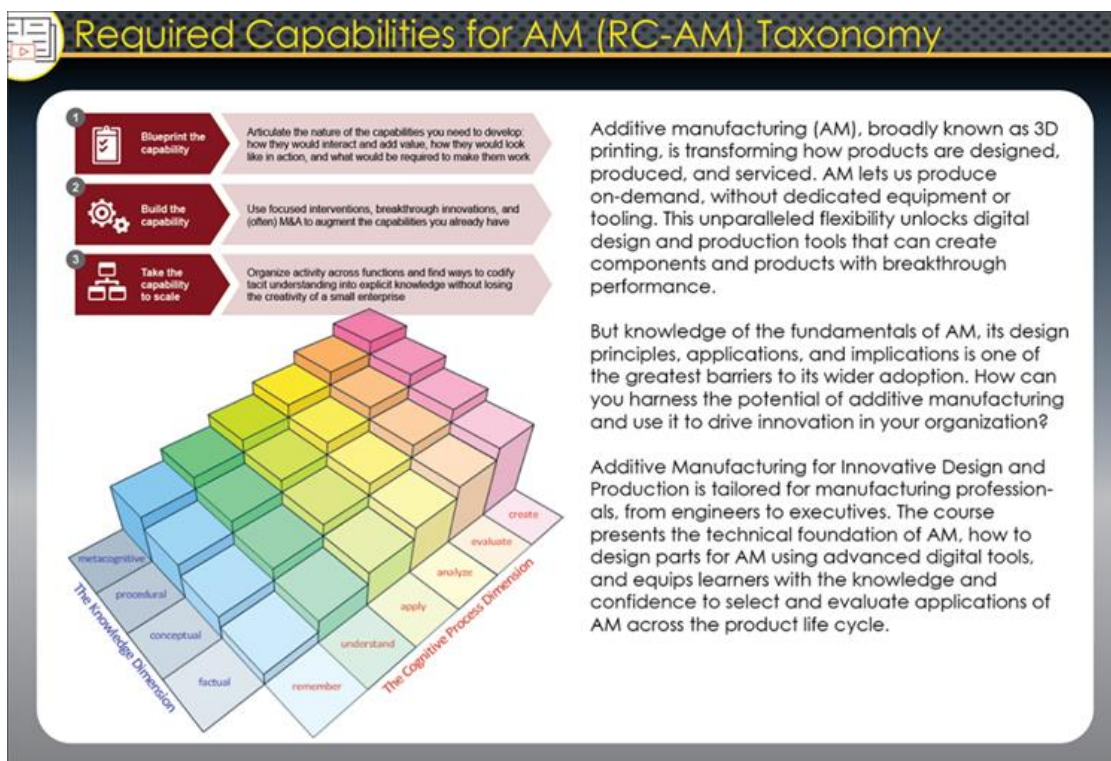 Required Capabilities for AM (RC-AM) Taxonomy
1
Blueprint the
capability
Articulate the nature of the capabilities you need to develop:
how they would interact and add value, how they would look
like in action, and what would be required to make them work
2
Build the
capability
Use focused interventions, breakthrough innovations, and
(often) M&A to augment the capabilities you already have
3
Take the
capability
to scale
Organize activity across functions and find ways to codify
tacit understanding into explicit knowledge without losing
the creativity of a small enterprise
metacognitive
procedural
conceptual
factual
The Knowledge Dimension
remember
understand
apply
analyze
evaluate
create
The Cognitive Process Dimension
Additive manufacturing (AM), broadly known as 3D
printing, is transforming how products are designed,
produced, and serviced. AM lets us produce
on-demand, without dedicated equipment or
tooling. This unparalleled flexibility unlocks digital
design and production tools that can create
components and products with breakthrough
performance.
But knowledge of the fundamentals of AM, its design
principles, applications, and implications is one of
the greatest barriers to its wider adoption. How can
you harness the potential of additive manufacturing
and use it to drive innovation in your organization?
Additive Manufacturing for Innovative Design and
Production is tailored for manufacturing profession-
als, from engineers to executives. The course
presents the technical foundation of AM, how to
design parts for AM using advanced digital tools,
and equips learners with the knowledge and
confidence to select and evaluate applications of
AM across the product life cycle.